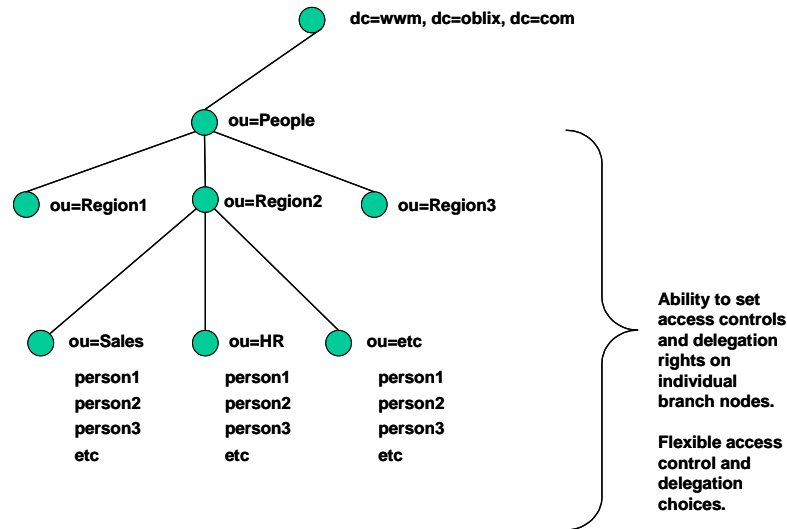 dc=wwm, dc=oblix, dc=com
ou=People
ou=Region1
ou=Region2
ou=Region3
ou=Sales
person1
person2
person3
etc
ou=HR
person1
person2
person3
etc
ou=etc
person1
person2
person3
etc
Ability to set
access controls
and delegation
rights on
individual
branch nodes.
Flexible access
control and
delegation
choices.